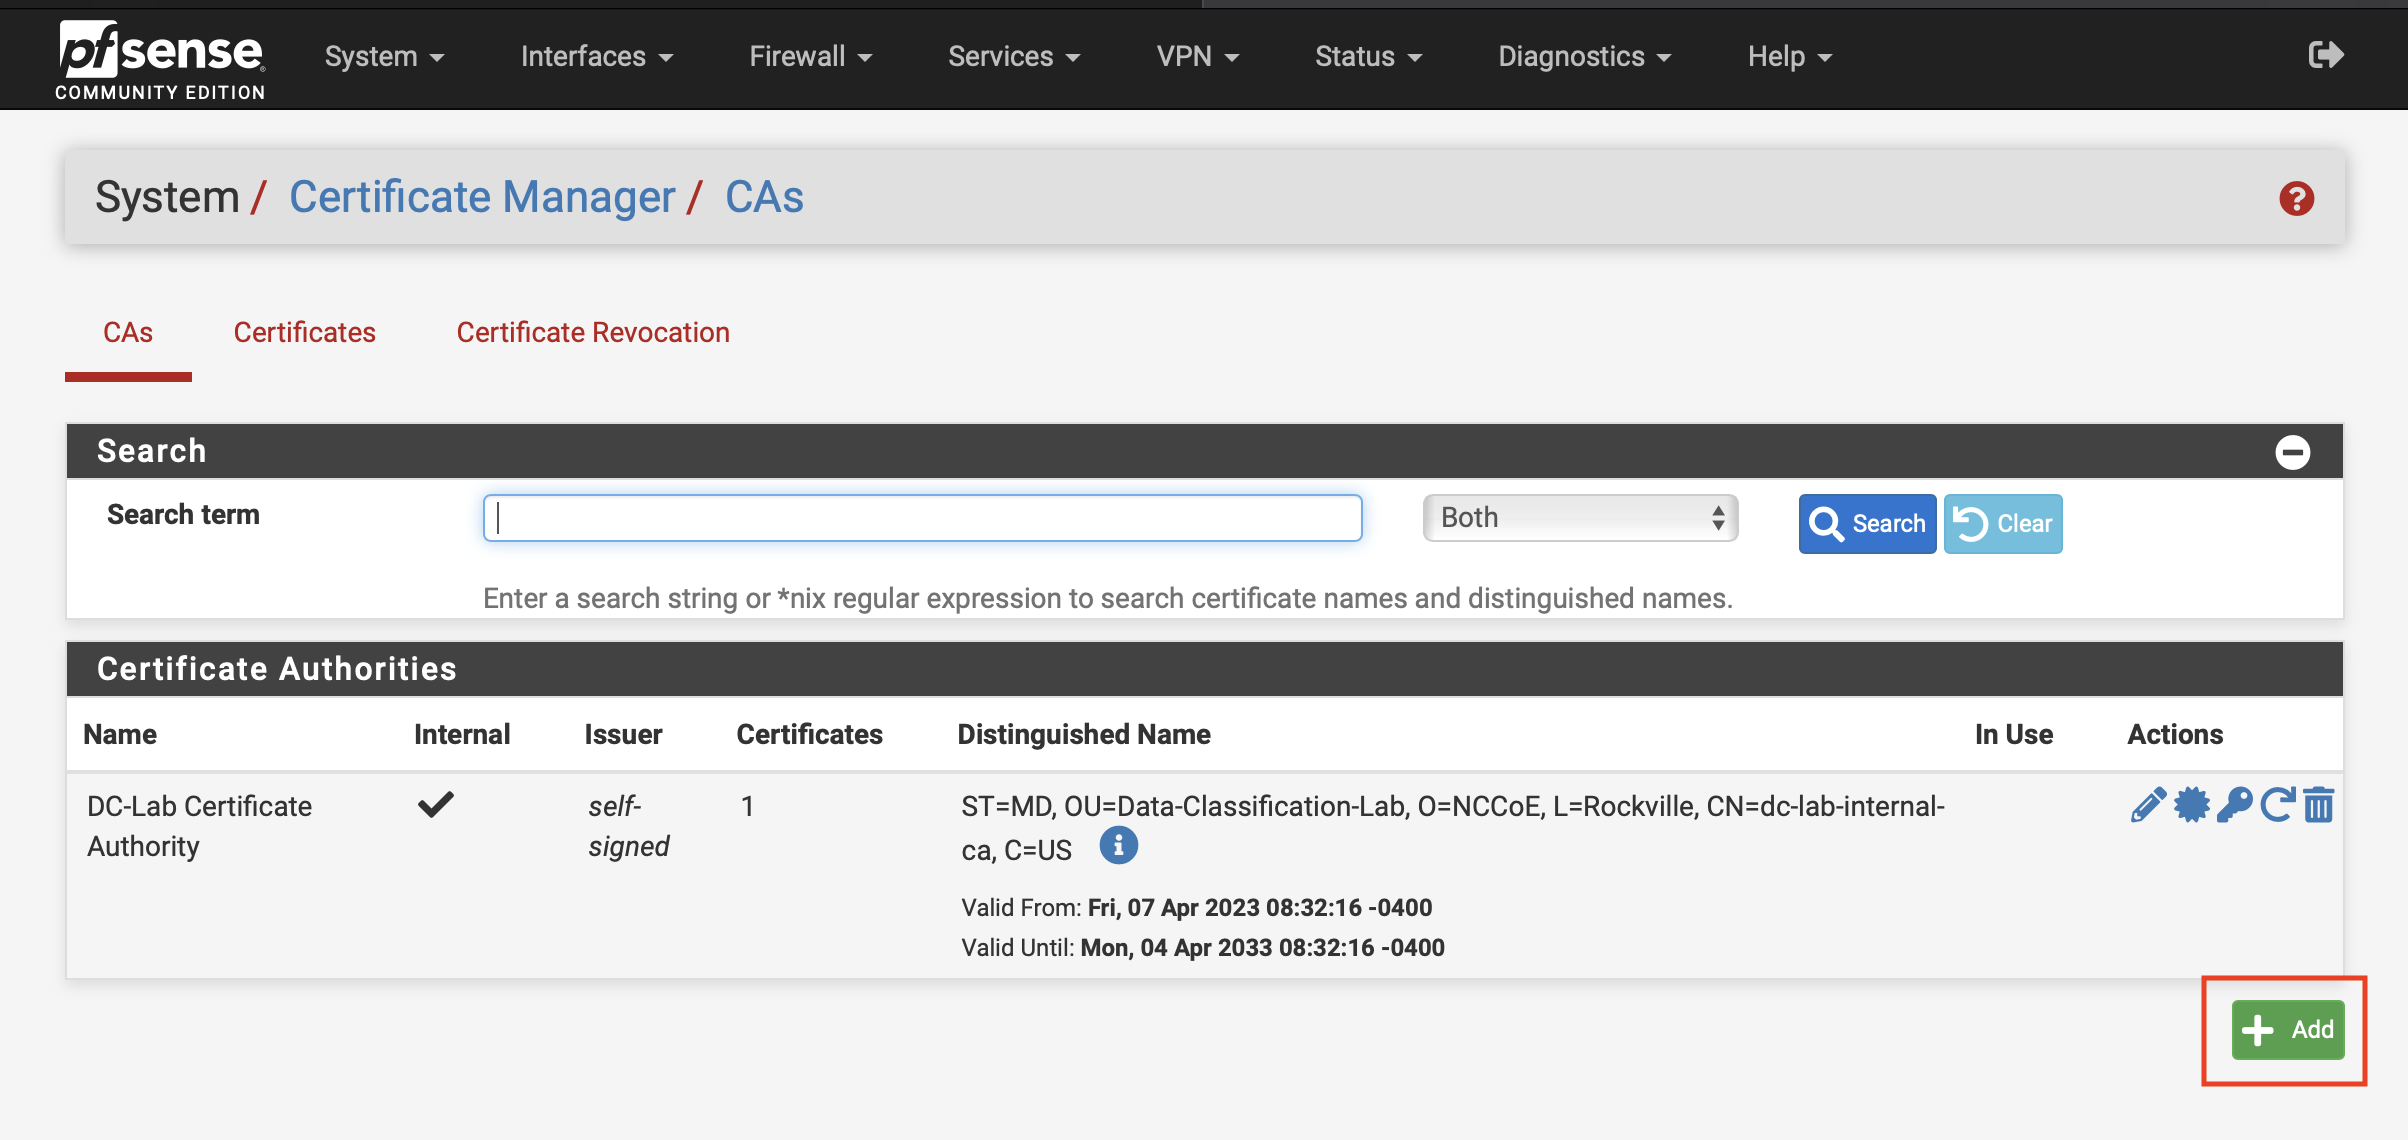 pfsense
COMMUNITY EDITION
System Interfaces Firewall Services VPN Status Diagnostics Help
System / Certificate Manager / CAs
CAs Certificates Certificate Revocation
Search
Search term Both Search Clear
Enter a search string or *nix regular expression to search certificate names and distinguished names.
Certificate Authorities
Name Internal Issuer Certificates Distinguished Name In Use Actions
DC-Lab Certificate
Authority
self-
signed
1
ST=MD, OU=Data-Classification-Lab, O=NCCoE, L=Rockville, CN=dc-lab-internal-
ca, C=US
Valid From: Fri, 07 Apr 2023 08:32:16 -0400
Valid Until: Mon, 04 Apr 2033 08:32:16 -0400
Add